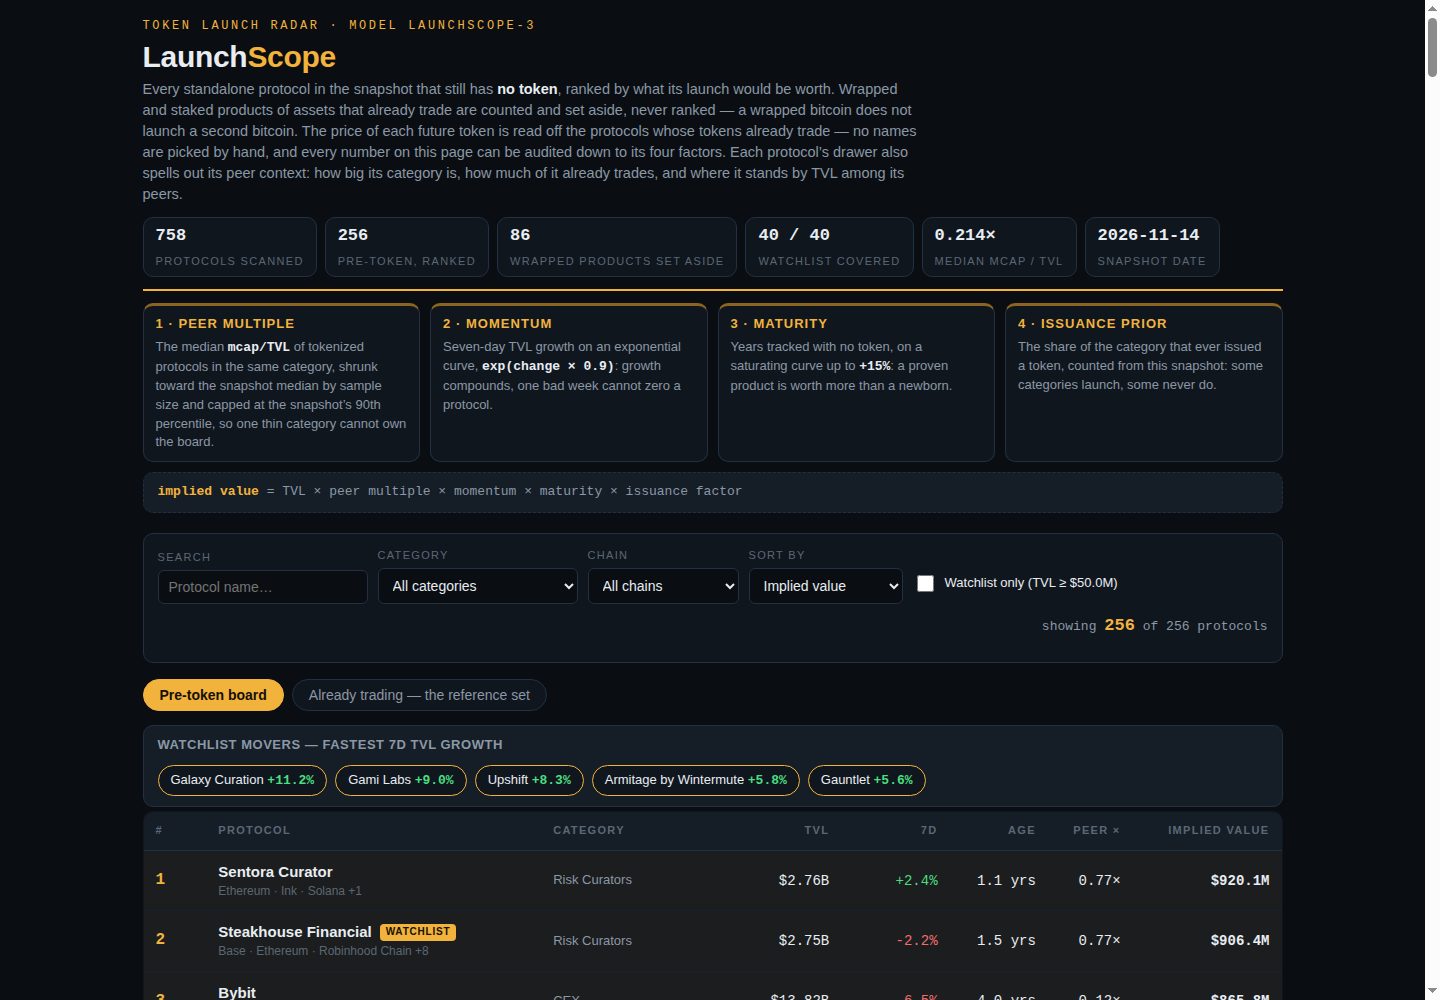 TOKEN LAUNCH RADAR · MODEL LAUNCHSCOPE-3
LaunchScope
Every standalone protocol in the snapshot that still has no token, ranked by what its launch would be worth. Wrapped
and staked products of assets that already trade are counted and set aside, never ranked — a wrapped bitcoin does not
launch a second bitcoin. The price of each future token is read off the protocols whose tokens already trade — no names
are picked by hand, and every number on this page can be audited down to its four factors. Each protocol’s drawer also
spells out its peer context: how big its category is, how much of it already trades, and where it stands by TVL among its
peers.
758
PROTOCOLS SCANNED
256
PRE-TOKEN, RANKED
86
WRAPPED PRODUCTS SET ASIDE
40 / 40
WATCHLIST COVERED
0.214×
MEDIAN MCAP / TVL
2026-11-14
SNAPSHOT DATE
1 · PEER MULTIPLE
The median mcap/TVL of tokenized
protocols in the same category, shrunk
toward the snapshot median by sample
size and capped at the snapshot’s 90th
percentile, so one thin category cannot own
the board.
2 · MOMENTUM
Seven-day TVL growth on an exponential
curve, exp(change × 0.9): growth
compounds, one bad week cannot zero a
protocol.
3 · MATURITY
Years tracked with no token, on a
saturating curve up to +15%: a proven
product is worth more than a newborn.
4 · ISSUANCE PRIOR
The share of the category that ever issued
a token, counted from this snapshot: some
categories launch, some never do.
implied value = TVL × peer multiple × momentum × maturity × issuance factor
SEARCH
Protocol name…
CATEGORY
All categories
CHAIN
All chains
SORT BY
Implied value
Watchlist only (TVL ≥ $50.0M)
showing 256 of 256 protocols
Pre-token board
Already trading — the reference set
WATCHLIST MOVERS — FASTEST 7D TVL GROWTH
Galaxy Curation +11.2%
Gami Labs +9.0%
Upshift +8.3%
Armitage by Wintermute +5.8%
Gauntlet +5.6%
# PROTOCOL CATEGORY TVL 7D AGE PEER × IMPLIED VALUE
1 Sentora Curator Risk Curators $2.76B +2.4% 1.1 yrs 0.77× $920.1M
Ethereum · Ink · Solana +1
2 Steakhouse Financial WATCHLIST Risk Curators $2.75B -2.2% 1.5 yrs 0.77× $906.4M
Base · Ethereum · Robinhood Chain +8
3 Bybit CEX $13.82B -6.5% 4.0 yrs 0.12× $865.8M